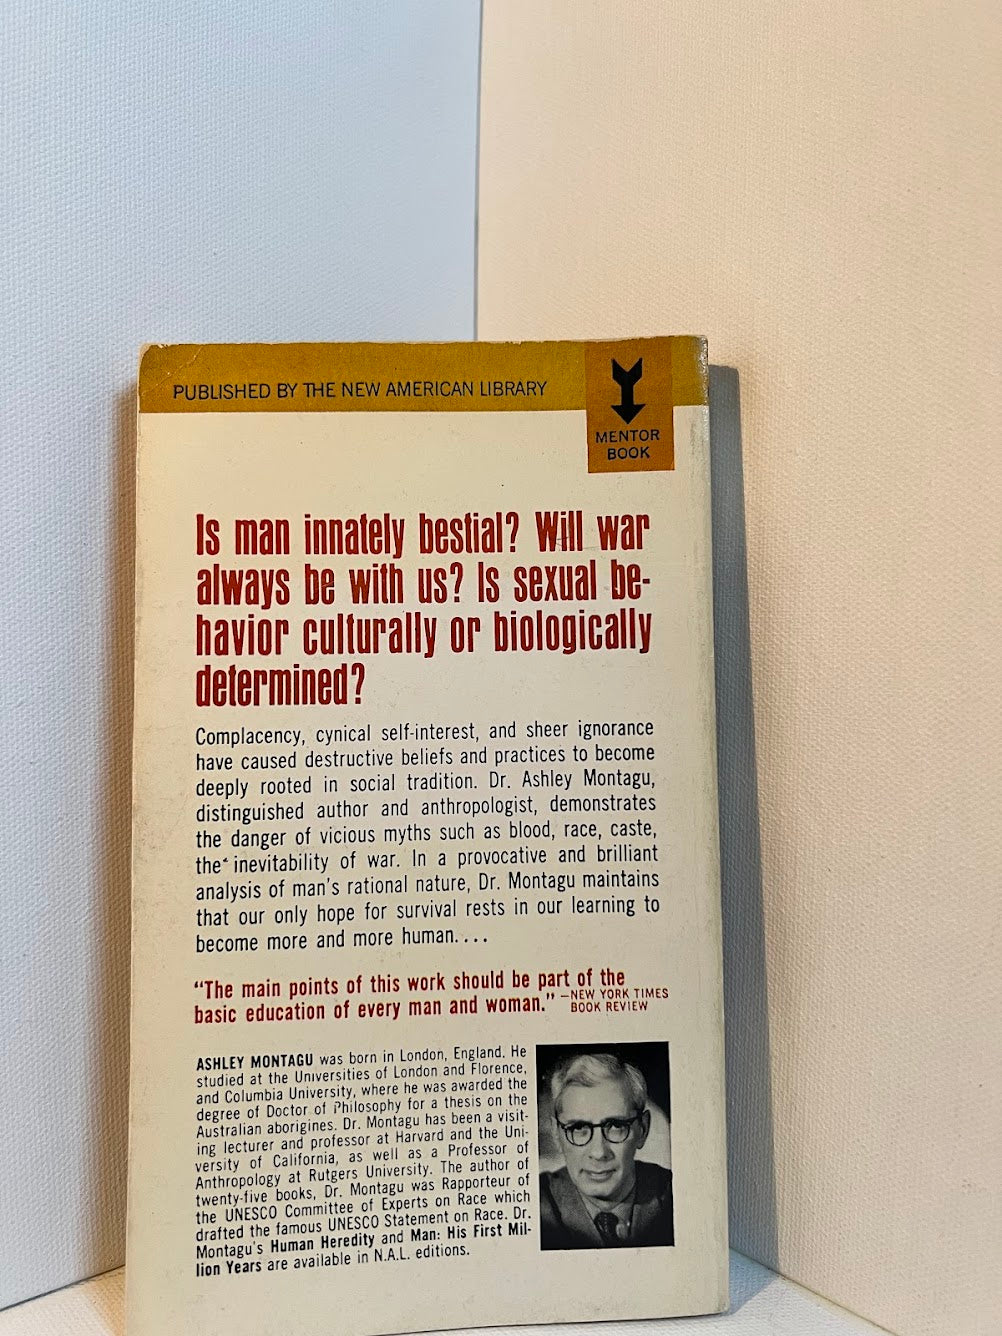 PUBLISHED BY THE NEW AMERICAN LIBRARY
MENTOR
BOOK
Is man innately bestial? Will war
always be with us? Is sexual be-
havior culturally or biologically
determined?
Complacency, cynical self-interest, and sheer ignorance
have caused destructive beliefs and practices to become
deeply rooted in social tradition. Dr. Ashley Montagu,
distinguished author and anthropologist, demonstrates
the danger of vicious myths such as blood, race, caste,
the inevitability of war. In a provocative and brilliant
analysis of man's rational nature, Dr. Montagu maintains
that our only hope for survival rests in our learning to
become more and more human....
“The main points of this work should be part of the
basic education of every man and woman.” —NEW YORK TIMES
BOOK REVIEW
ASHLEY MONTAGU was born in London, England. He
studied at the Universities of London and Florence,
and Columbia University, where he was awarded the
degree of Doctor of Philosophy for a thesis on the
Australian aborigines. Dr. Montagu has been a visit-
ing lecturer and professor at Harvard and the Uni-
versity of California, as well as a Professor of
Anthropology at Rutgers University. The author of
twenty-five books, Dr. Montagu was Rapporteur of
the UNESCO Committee of Experts on Race which
drafted the famous UNESCO Statement on Race. Dr.
Montagu's Human Heredity and Man: His First Mil-
lion Years are available in N.A.L. editions.